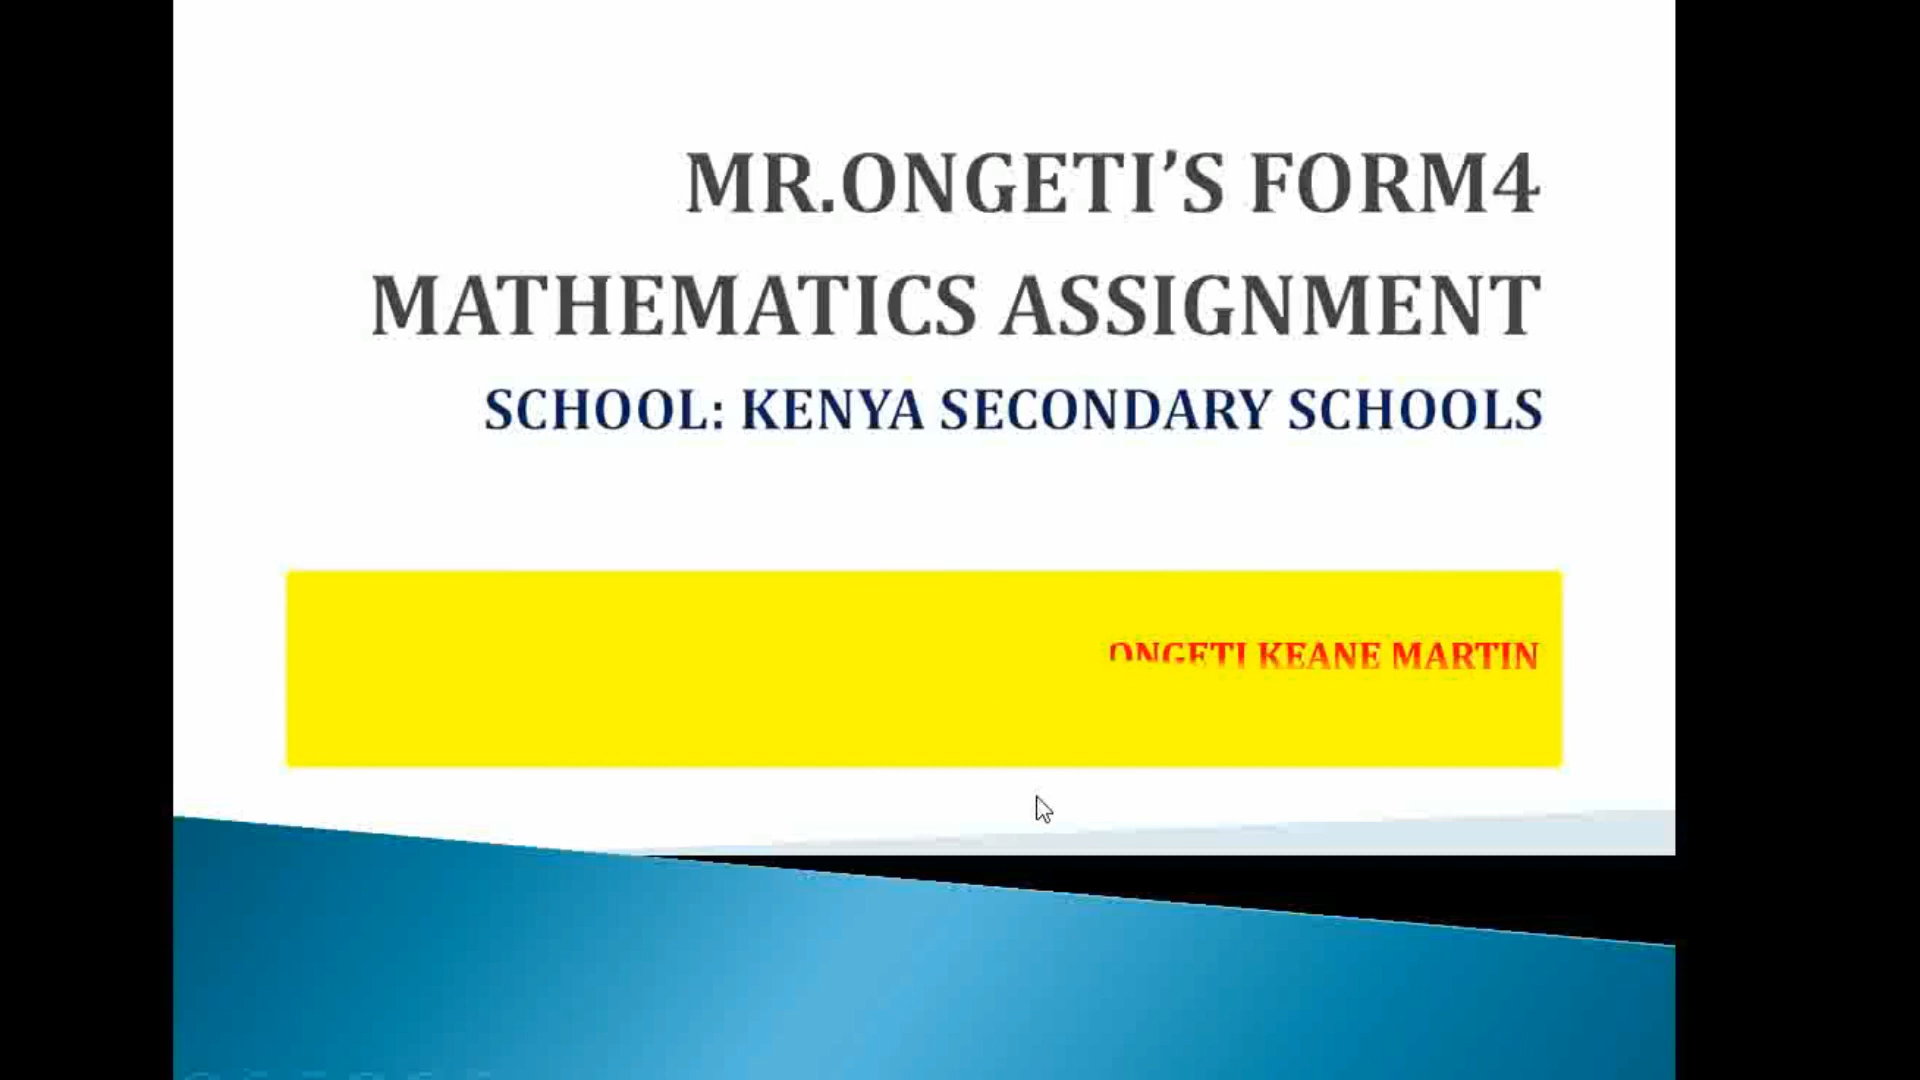 MR.ONGETI’S FORM4
MATHEMATICS ASSIGNMENT
SCHOOL: KENYA SECONDARY SCHOOLS
ONGETI KEANE MARTIN